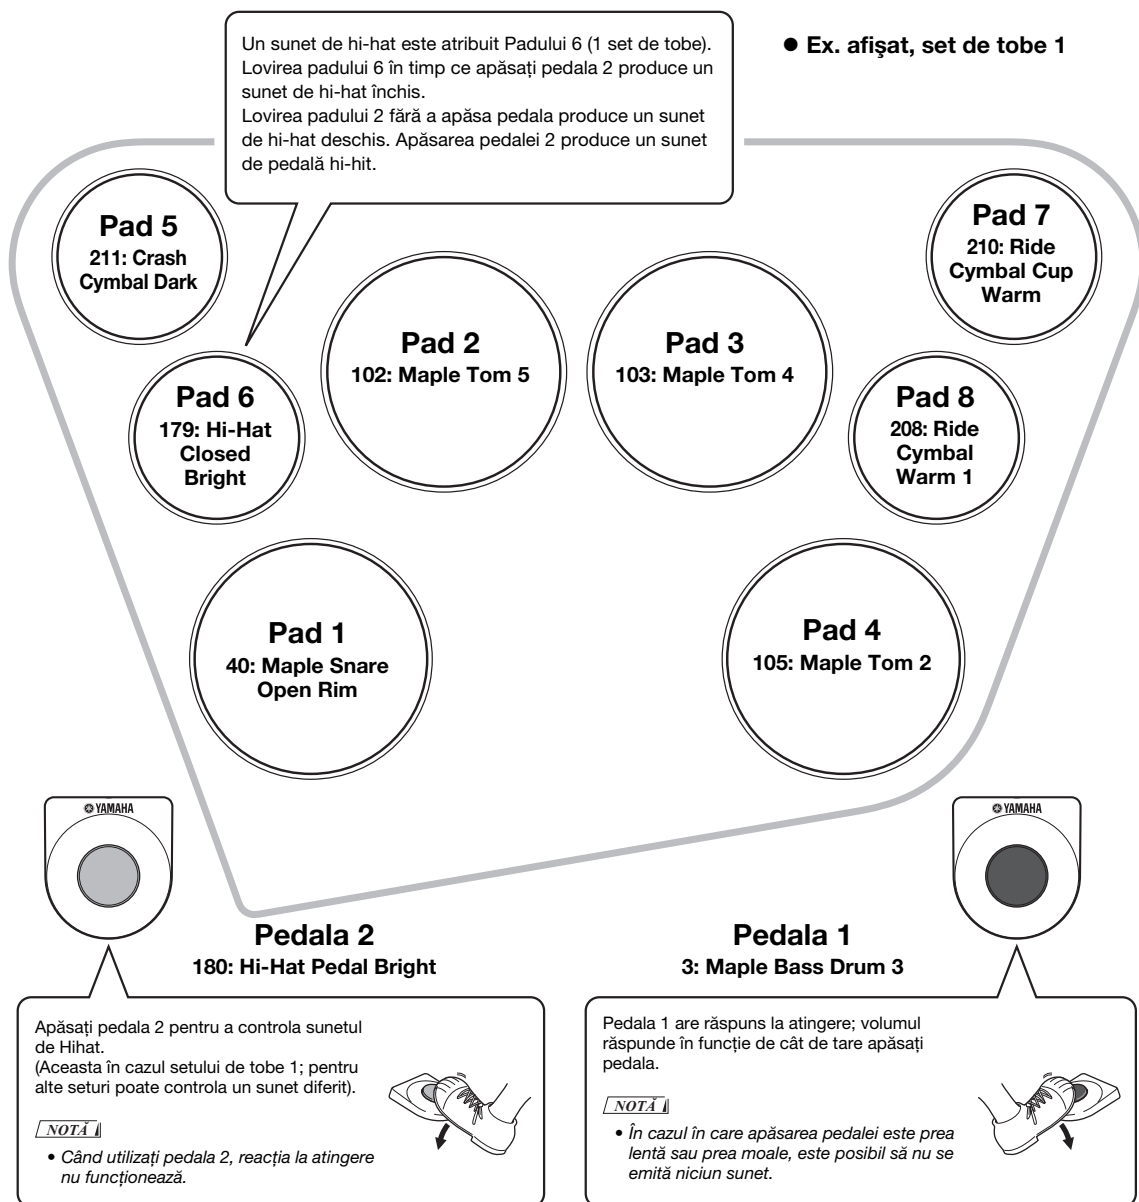 Un sunet de hi-hat este atribuit Padului 6 (1 set de tobe).
Lovirea padului 6 în timp ce apăsați pedala 2 produce un
sunet de hi-hat închis.
Lovirea padului 2 fără a apăsa pedala produce un sunet
de hi-hat deschis. Apăsarea pedalei 2 produce un sunet
de pedală hi-hit.
● Ex. afişat, set de tobe 1
Pad 5
211: Crash
Cymbal Dark
Pad 7
210: Ride
Cymbal Cup
Warm
Pad 2
102: Maple Tom 5
Pad 3
103: Maple Tom 4
Pad 6
179: Hi-Hat
Closed
Bright
Pad 8
208: Ride
Cymbal
Warm 1
Pad 1
40: Maple Snare
Open Rim
Pad 4
105: Maple Tom 2
YAMAHA
YAMAHA
Pedala 2
180: Hi-Hat Pedal Bright
Pedala 1
3: Maple Bass Drum 3
Apăsați pedala 2 pentru a controla sunetul
de Hihat.
(Aceasta în cazul setului de tobe 1; pentru
alte seturi poate controla un sunet diferit).
NOTĂ
• Când utilizați pedala 2, reacția la atingere
nu funcționează.
Pedala 1 are răspuns la atingere; volumul
răspunde în funcție de cât de tare apăsați
pedala.
NOTĂ
• În cazul în care apăsarea pedalei este prea
lentă sau prea moale, este posibil să nu se
emită niciun sunet.